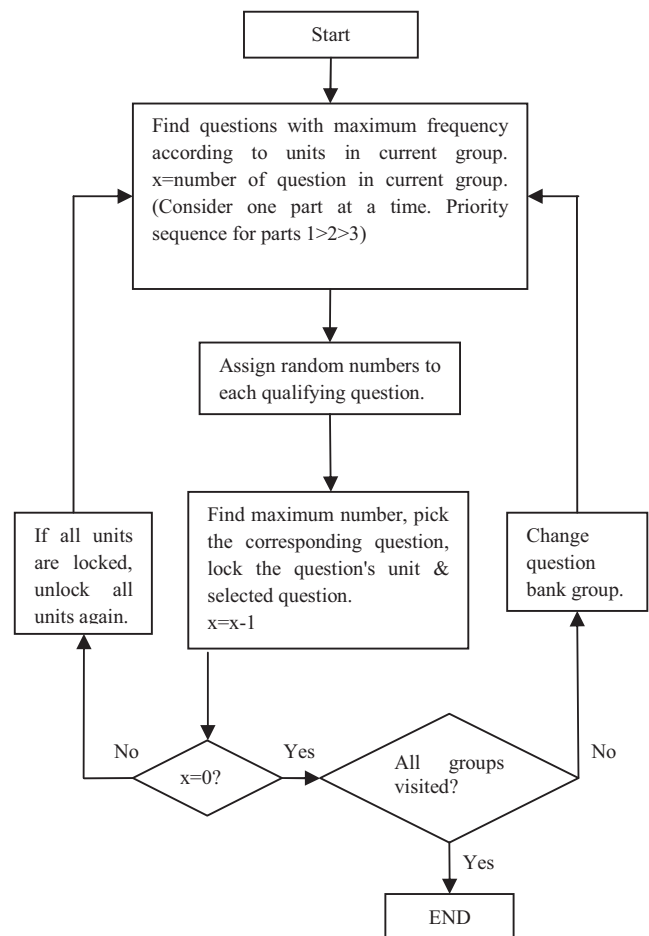 Start
Find questions with maximum frequency
according to units in current group.
x=number of question in current group.
(Consider one part at a time. Priority
sequence for parts 1>2>3)
Assign random numbers to
each qualifying question.
If all units
are locked,
unlock all
units again.
Find maximum number, pick
the corresponding question,
lock the question's unit &
selected question.
x=x-1
Change
question
bank group.
No
x=0?
Yes
All groups
visited?
No
Yes
END